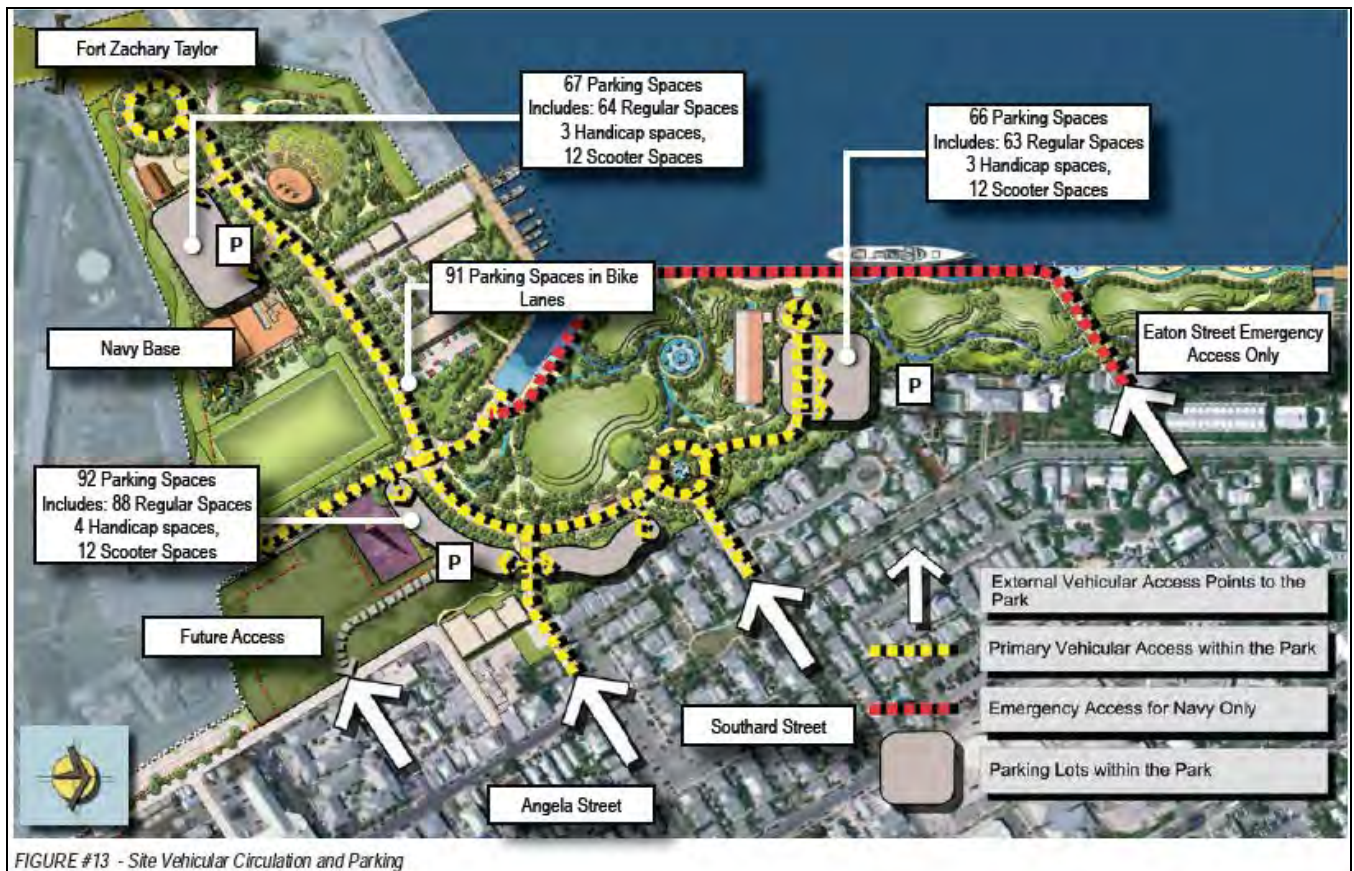 Fort Zachary Taylor
67 Parking Spaces
Includes: 64 Regular Spaces
3 Handicap spaces,
12 Scooter Spaces
66 Parking Spaces
Includes: 63 Regular Spaces
3 Handicap spaces,
12 Scooter Spaces
P
91 Parking Spaces in Bike
Lanes
Navy Base
Eaton Street Emergency
Access Only
P
92 Parking Spaces
Includes: 88 Regular Spaces
4 Handicap spaces,
12 Scooter Spaces
P
Future Access
Southard Street
Angela Street
External Vehicular Access Points to the
Park
Primary Vehicular Access within the Park
Emergency Access for Navy Only
Parking Lots within the Park
FIGURE #13 - Site Vehicular Circulation and Parking